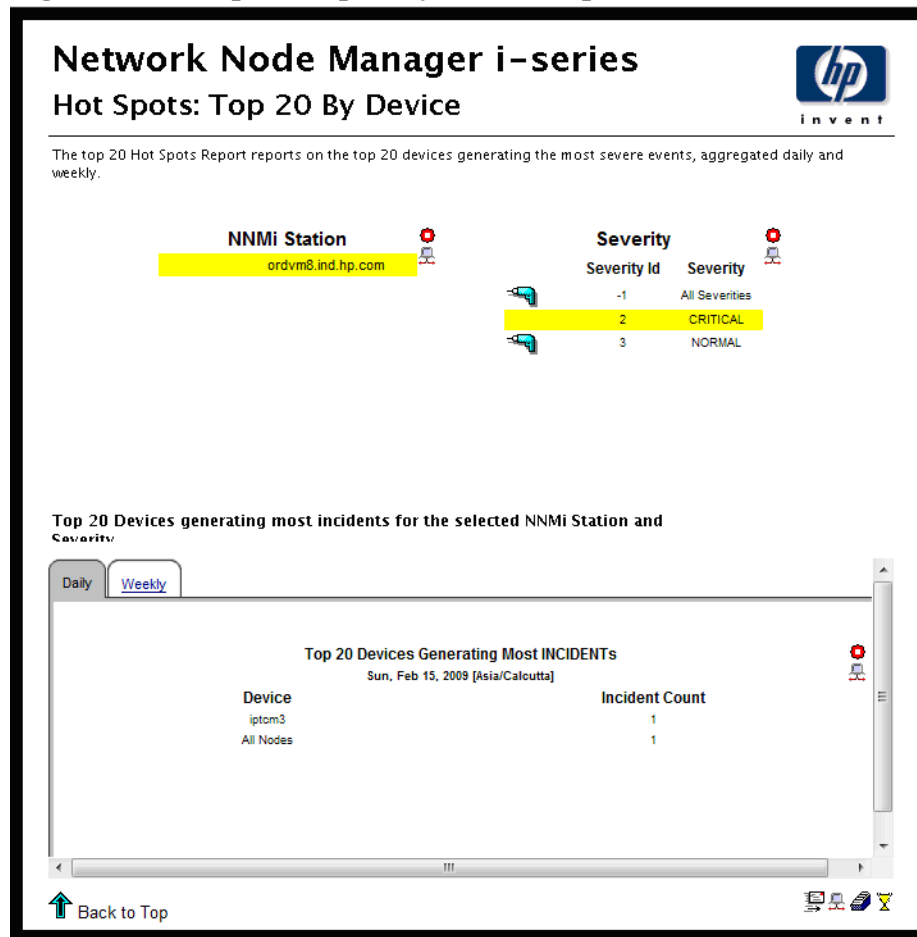 Network Node Manager i-series
Hot Spots: Top 20 By Device
hp
invent
The top 20 Hot Spots Report reports on the top 20 devices generating the most severe events, aggregated daily and
weekly.
NNMi Station
ordvm8.ind.hp.com
Severity
Severity Id Severity
-1 All Severities
2 CRITICAL
3 NORMAL
Top 20 Devices generating most incidents for the selected NNMi Station and
Severity
Daily Weekly
Top 20 Devices Generating Most INCIDENTs
Sun, Feb 15, 2009 [Asia/Calcutta]
Device Incident Count
iptcm3 1
All Nodes 1
Back to Top